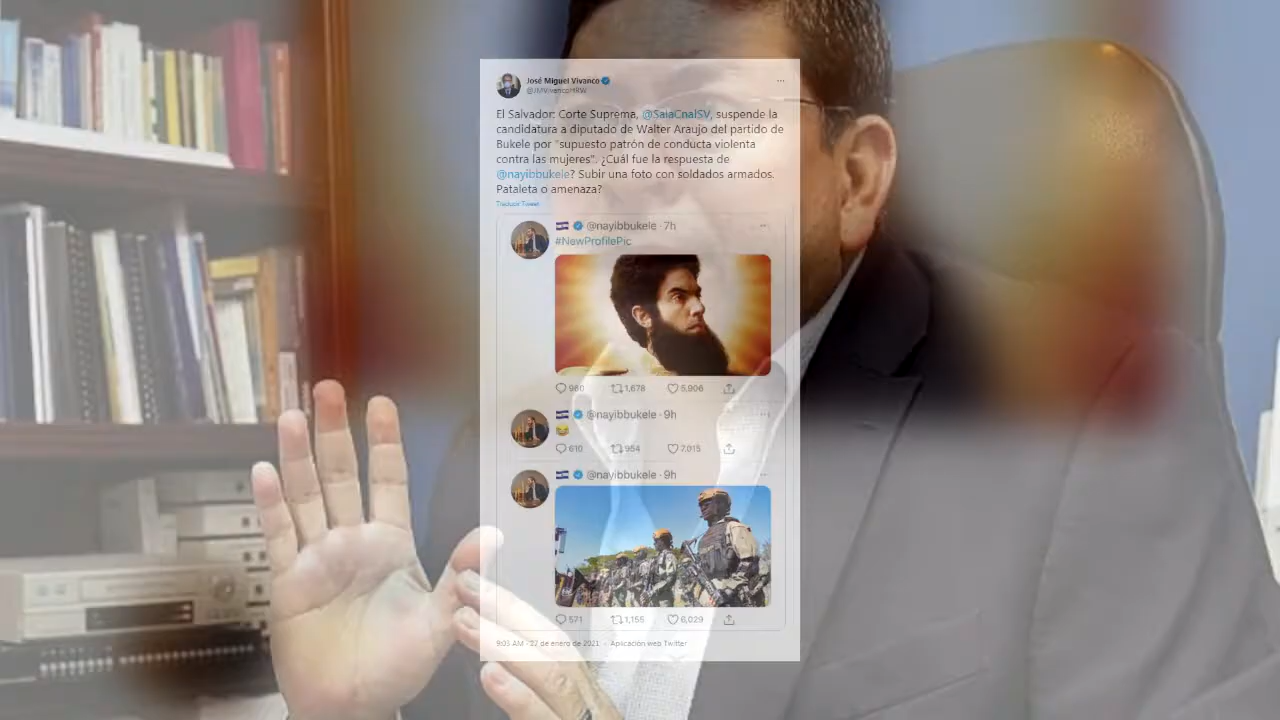 José Miguel Vivanco
@JMVivancoHRW
El Salvador: Corte Suprema, @SalaCnalSV, suspende la
candidatura a diputado de Walter Araujo del partido de
Bukele por "supuesto patrón de conducta violenta
contra las mujeres". ¿Cuál fue la respuesta de
@nayibbukele? Subir una foto con soldados armados.
Pataleta o amenaza?
Traducir Tweet
@nayibbukele · 7h
#NewProfilePic
980 1,678 5,906
@nayibbukele · 9h
610 954 7,015
@nayibbukele · 9h
571 1,155 6,029
9:05 AM · 27 de enero de 2021 · Aplicación web Twitter